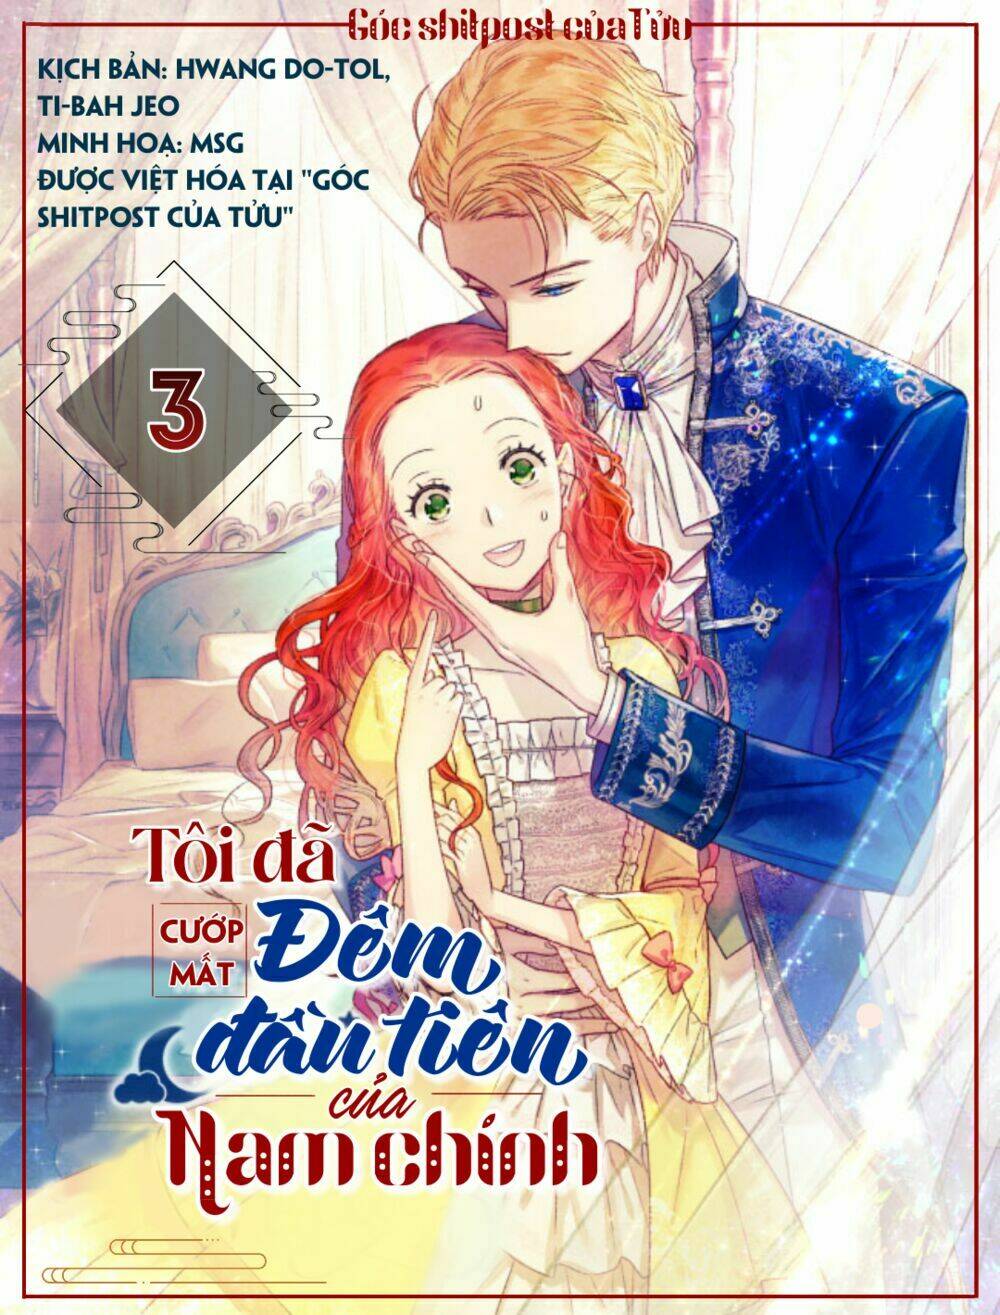 Góc shitpost của Tửu
KỊCH BẢN: HWANG DO-TOL,
TI-BAH JEO
MINH HOẠ: MSG
ĐƯỢC VIỆT HÓA TẠI "GÓC
SHITPOST CỦA TỬU"
3
Tôi đã
CƯỚP
MẤT
Đêm
đầu tiên
của
Nam chính